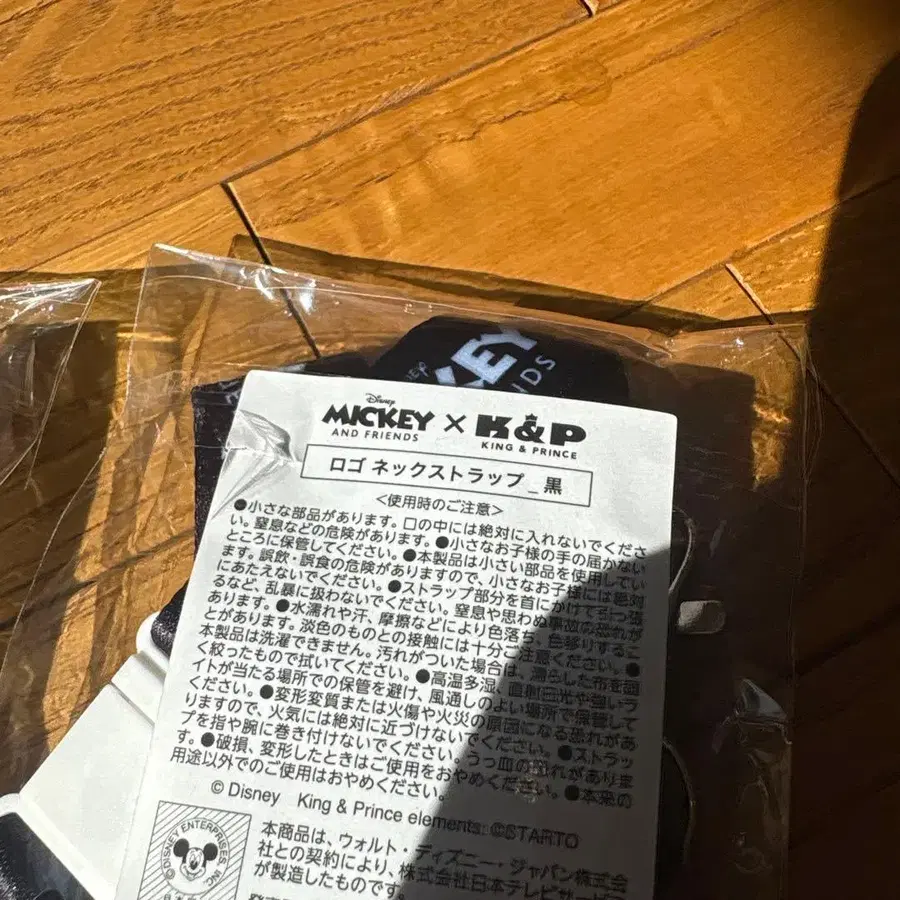 KEY
ENDS
Disney
MICKEY × K&P
AND FRIENDS KING & PRINCE
ロゴ ネックストラップ_黒
<使用時のご注意>
●小さな部品があります。口の中には絶対に入れないでくださ
い。窒息などの危険があります。●小さなお子様の手の届かない
ところに保管してください。●本製品は小さい部品を使用してい
ます。誤飲・誤食の危険がありますので、小さなお子様には絶対
にあたえないでください。●ストラップ部分を首にかけて引っ張
るなど、乱暴に扱わないでください。窒息や思わぬ事故の恐れが
あります。●水濡れや汗、摩擦などにより色落ち、色移りするこ
とがあります。淡色のものとの接触には十分ご注意ください。●
本製品は洗濯できません。汚れがついた場合は、濡らした布を固
く絞ったもので拭いてください。●高温多湿、直射日光や強いラ
イトが当たる場所での保管を避け、風通しのよい場所で保管して
ください。●変形変質または火傷や火災の原因になる恐れがあ
りますので、火気には絶対に近づけないでください。●ストラッ
プを指や腕に巻き付けないでください。うっ血の恐れがありま
す。●破損、変形したときはご使用をおやめください。●本来の
用途以外でのご使用はおやめください。
© Disney King & Prince elements: ©STARTO
© DISNEY ENTERPRISES, INC.
本商品は、ウォルト・ディズニー・ジャパン株式会
社との契約により、株式会社日本テレビサービ
が製造したものです。